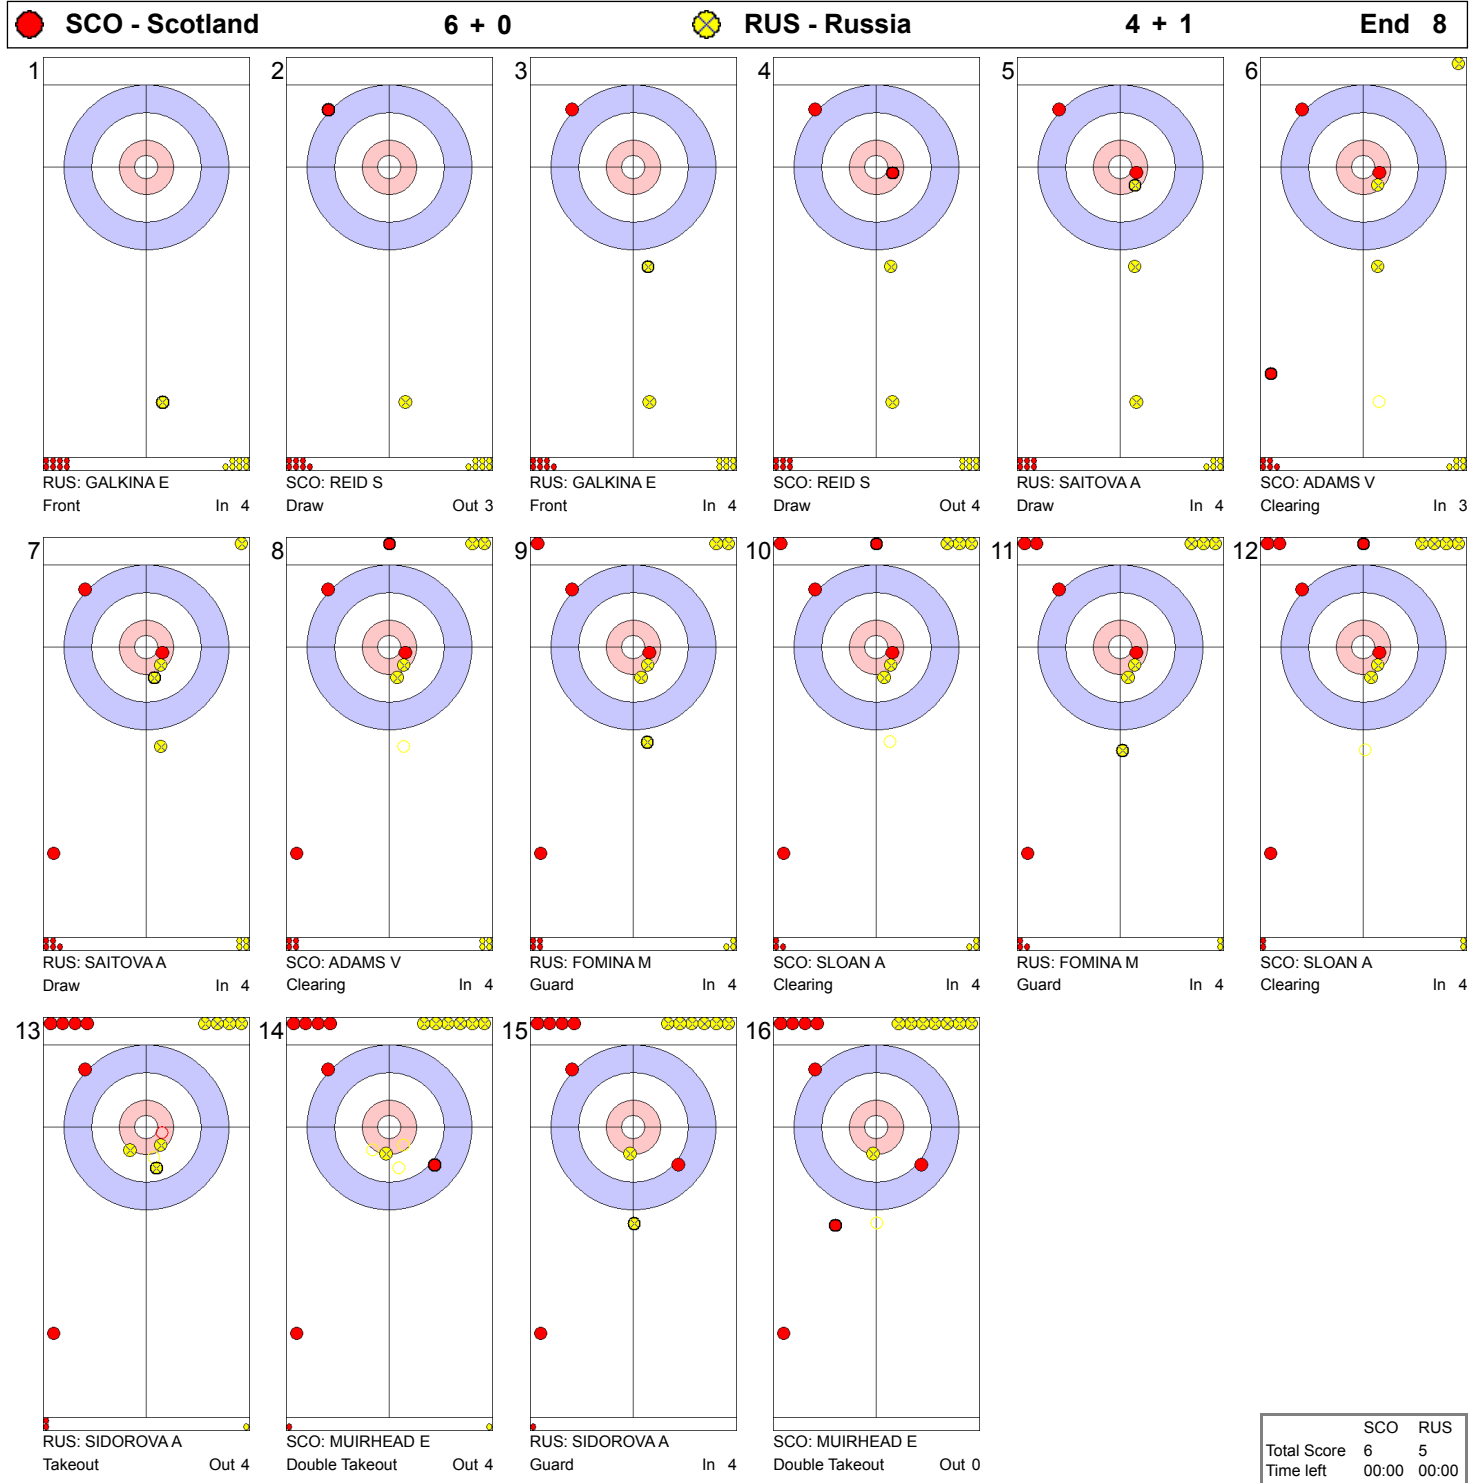 SCO - Scotland 6 + 0 RUS - Russia 4 + 1 End 8
1 2 3 4 5 6
RUS: GALKINA E SCO: REID S RUS: GALKINA E SCO: REID S RUS: SAITOVA A SCO: ADAMS V
Front In 4 Draw Out 3 Front In 4 Draw Out 4 Draw In 4 Clearing In 3
7 8 9 10 11 12
RUS: SAITOVA A SCO: ADAMS V RUS: FOMINA M SCO: SLOAN A RUS: FOMINA M SCO: SLOAN A
Draw In 4 Clearing In 4 Guard In 4 Clearing In 4 Guard In 4 Clearing In 4
13 14 15 16
RUS: SIDOROVA A SCO: MUIRHEAD E RUS: SIDOROVA A SCO: MUIRHEAD E
Takeout Out 4 Double Takeout Out 4 Guard In 4 Double Takeout Out 0
SCO RUS
Total Score 6 5
Time left 00:00 00:00